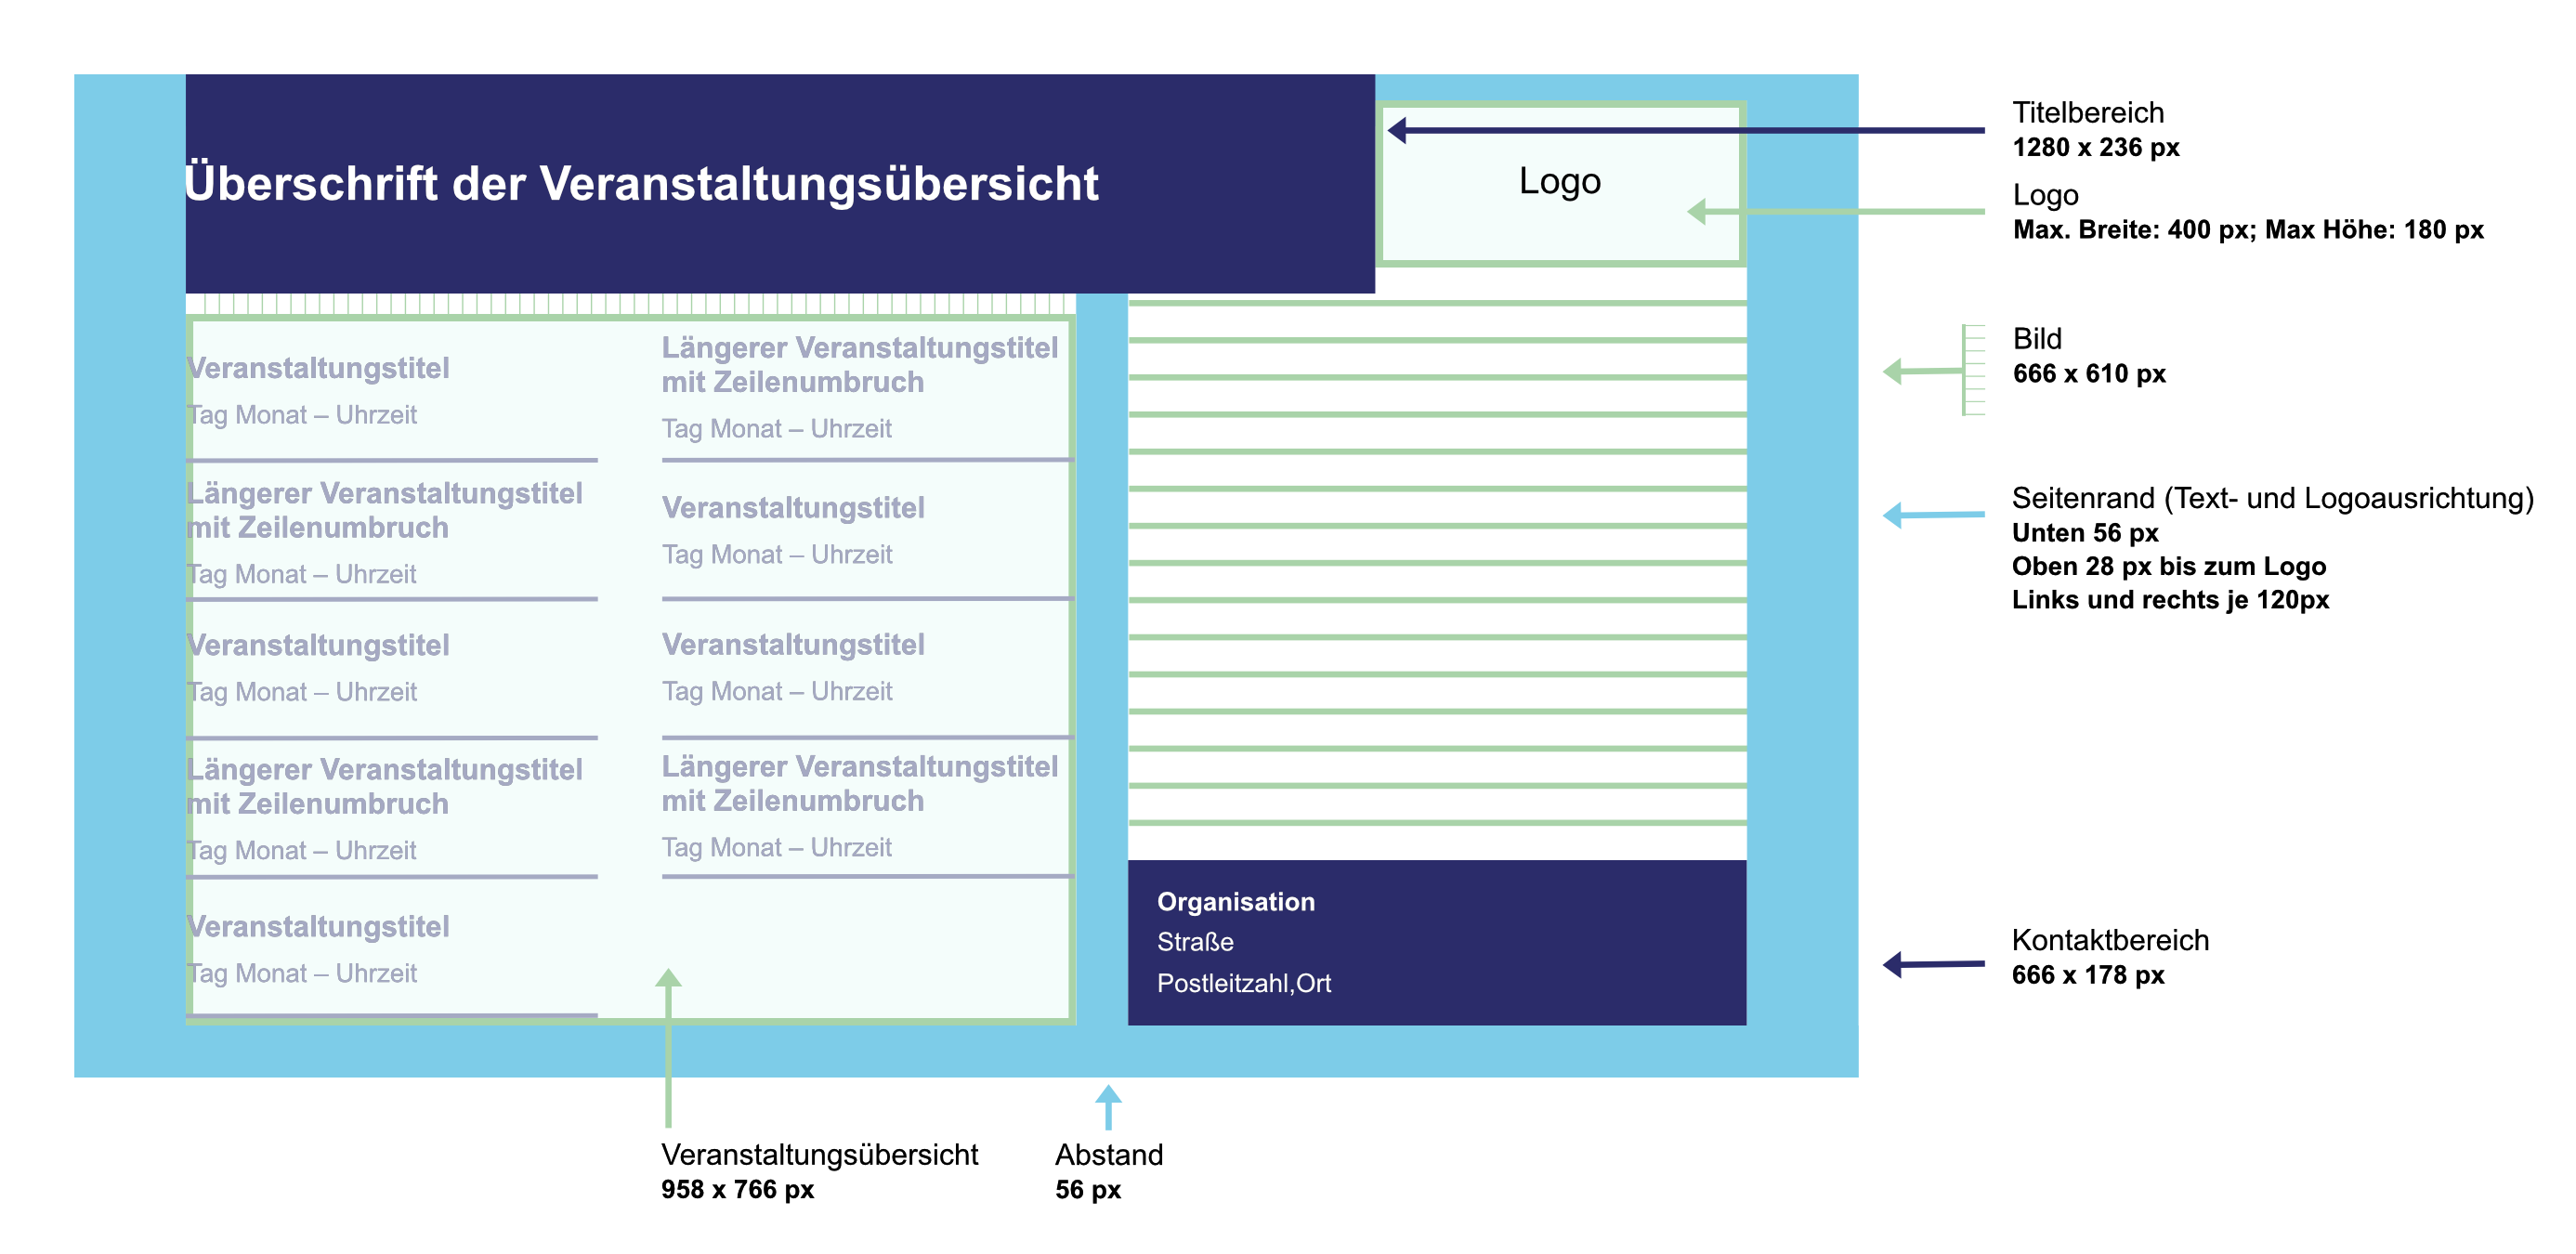 Überschrift der Veranstaltungsübersicht
Logo
Titelbereich
1280 x 236 px
Logo
Max. Breite: 400 px; Max Höhe: 180 px
Bild
666 x 610 px
Seitenrand (Text- und Logoausrichtung)
Unten 56 px
Oben 28 px bis zum Logo
Links und rechts je 120px
Kontaktbereich
666 x 178 px
Veranstaltungstitel
Tag Monat – Uhrzeit
Längerer Veranstaltungstitel
mit Zeilenumbruch
Tag Monat – Uhrzeit
Veranstaltungstitel
Tag Monat – Uhrzeit
Längerer Veranstaltungstitel
mit Zeilenumbruch
Tag Monat – Uhrzeit
Veranstaltungstitel
Tag Monat – Uhrzeit
Längerer Veranstaltungstitel
mit Zeilenumbruch
Tag Monat – Uhrzeit
Veranstaltungstitel
Tag Monat – Uhrzeit
Veranstaltungstitel
Tag Monat – Uhrzeit
Längerer Veranstaltungstitel
mit Zeilenumbruch
Tag Monat – Uhrzeit
Organisation
Straße
Postleitzahl,Ort
Veranstaltungsübersicht
958 x 766 px
Abstand
56 px